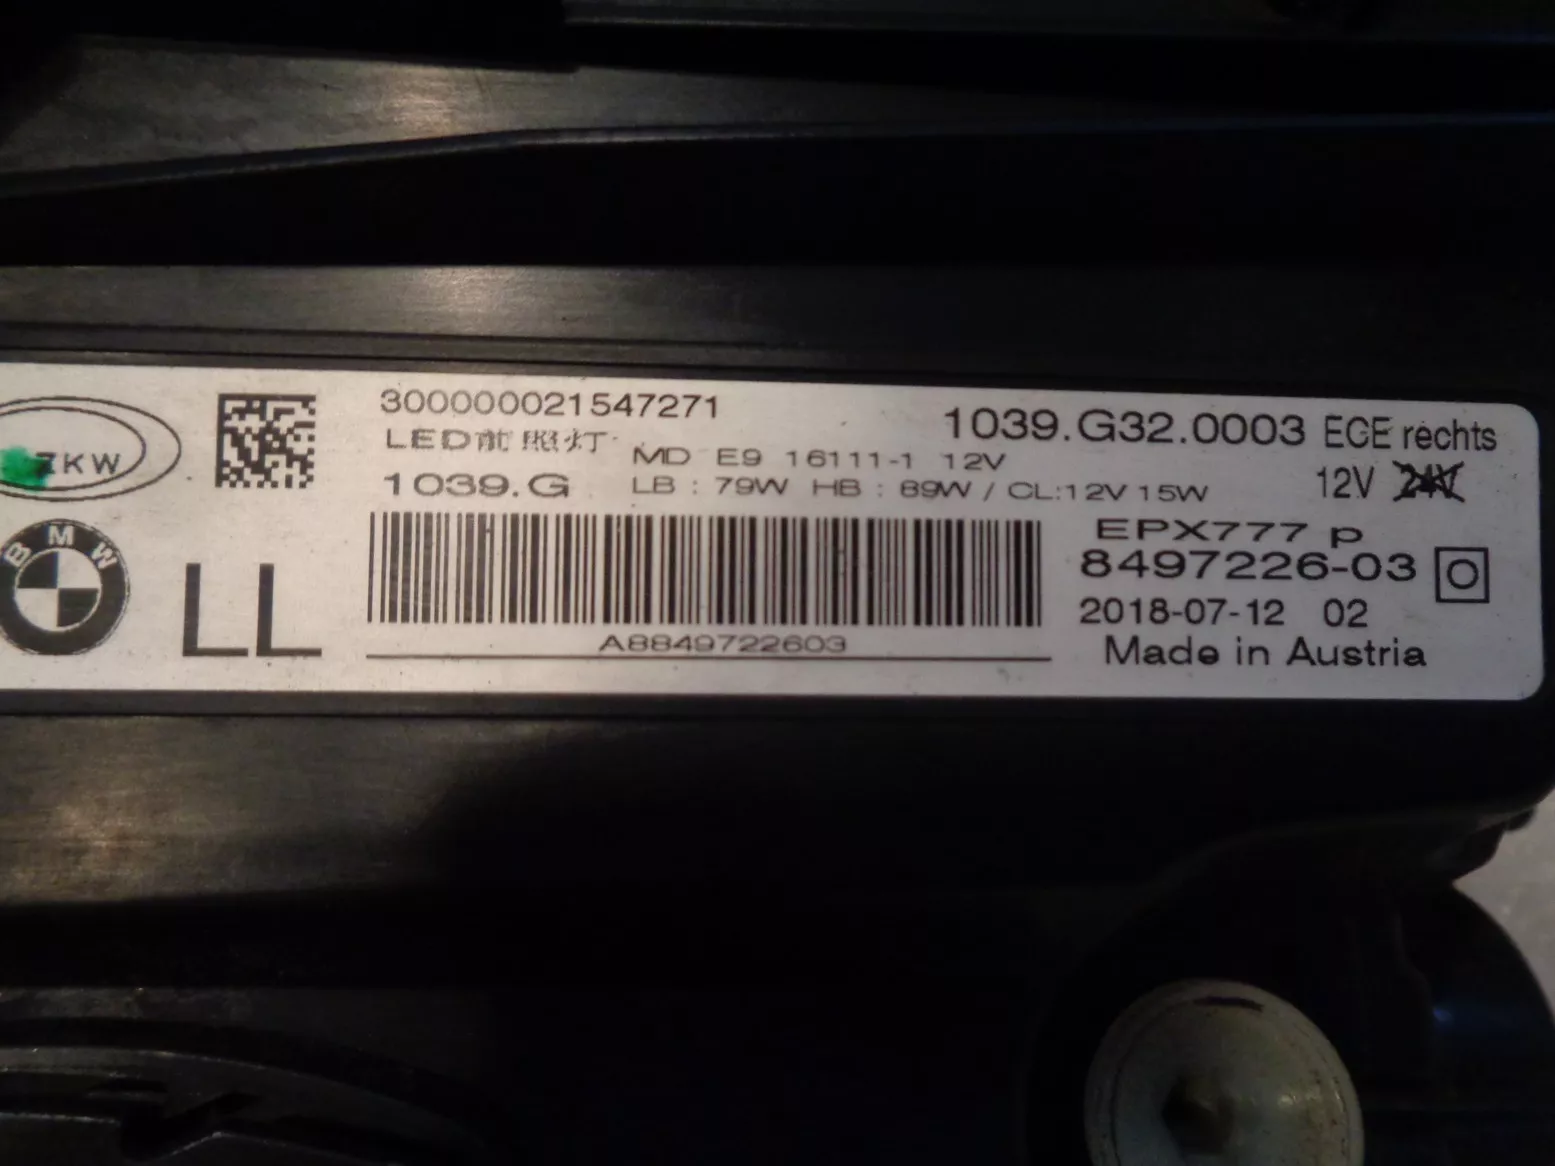 ZKW
300000021547271
LED前照灯
MD E9 16111-1 12V
1039.G
LB : 79W HB : 89W / CL:12V 15W
1039.G32.0003 ECE rechts
12V 24V
BMW
LL
A8849722603
EPX777 p
8497226-03
2018-07-12 02
Made in Austria